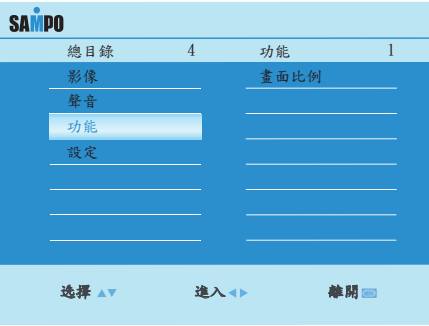 SAMPO
總目錄 4 功能 1
影像 畫面比例
聲音
功能
設定
选擇 ▲▼ 進入 ◀▶ 離開